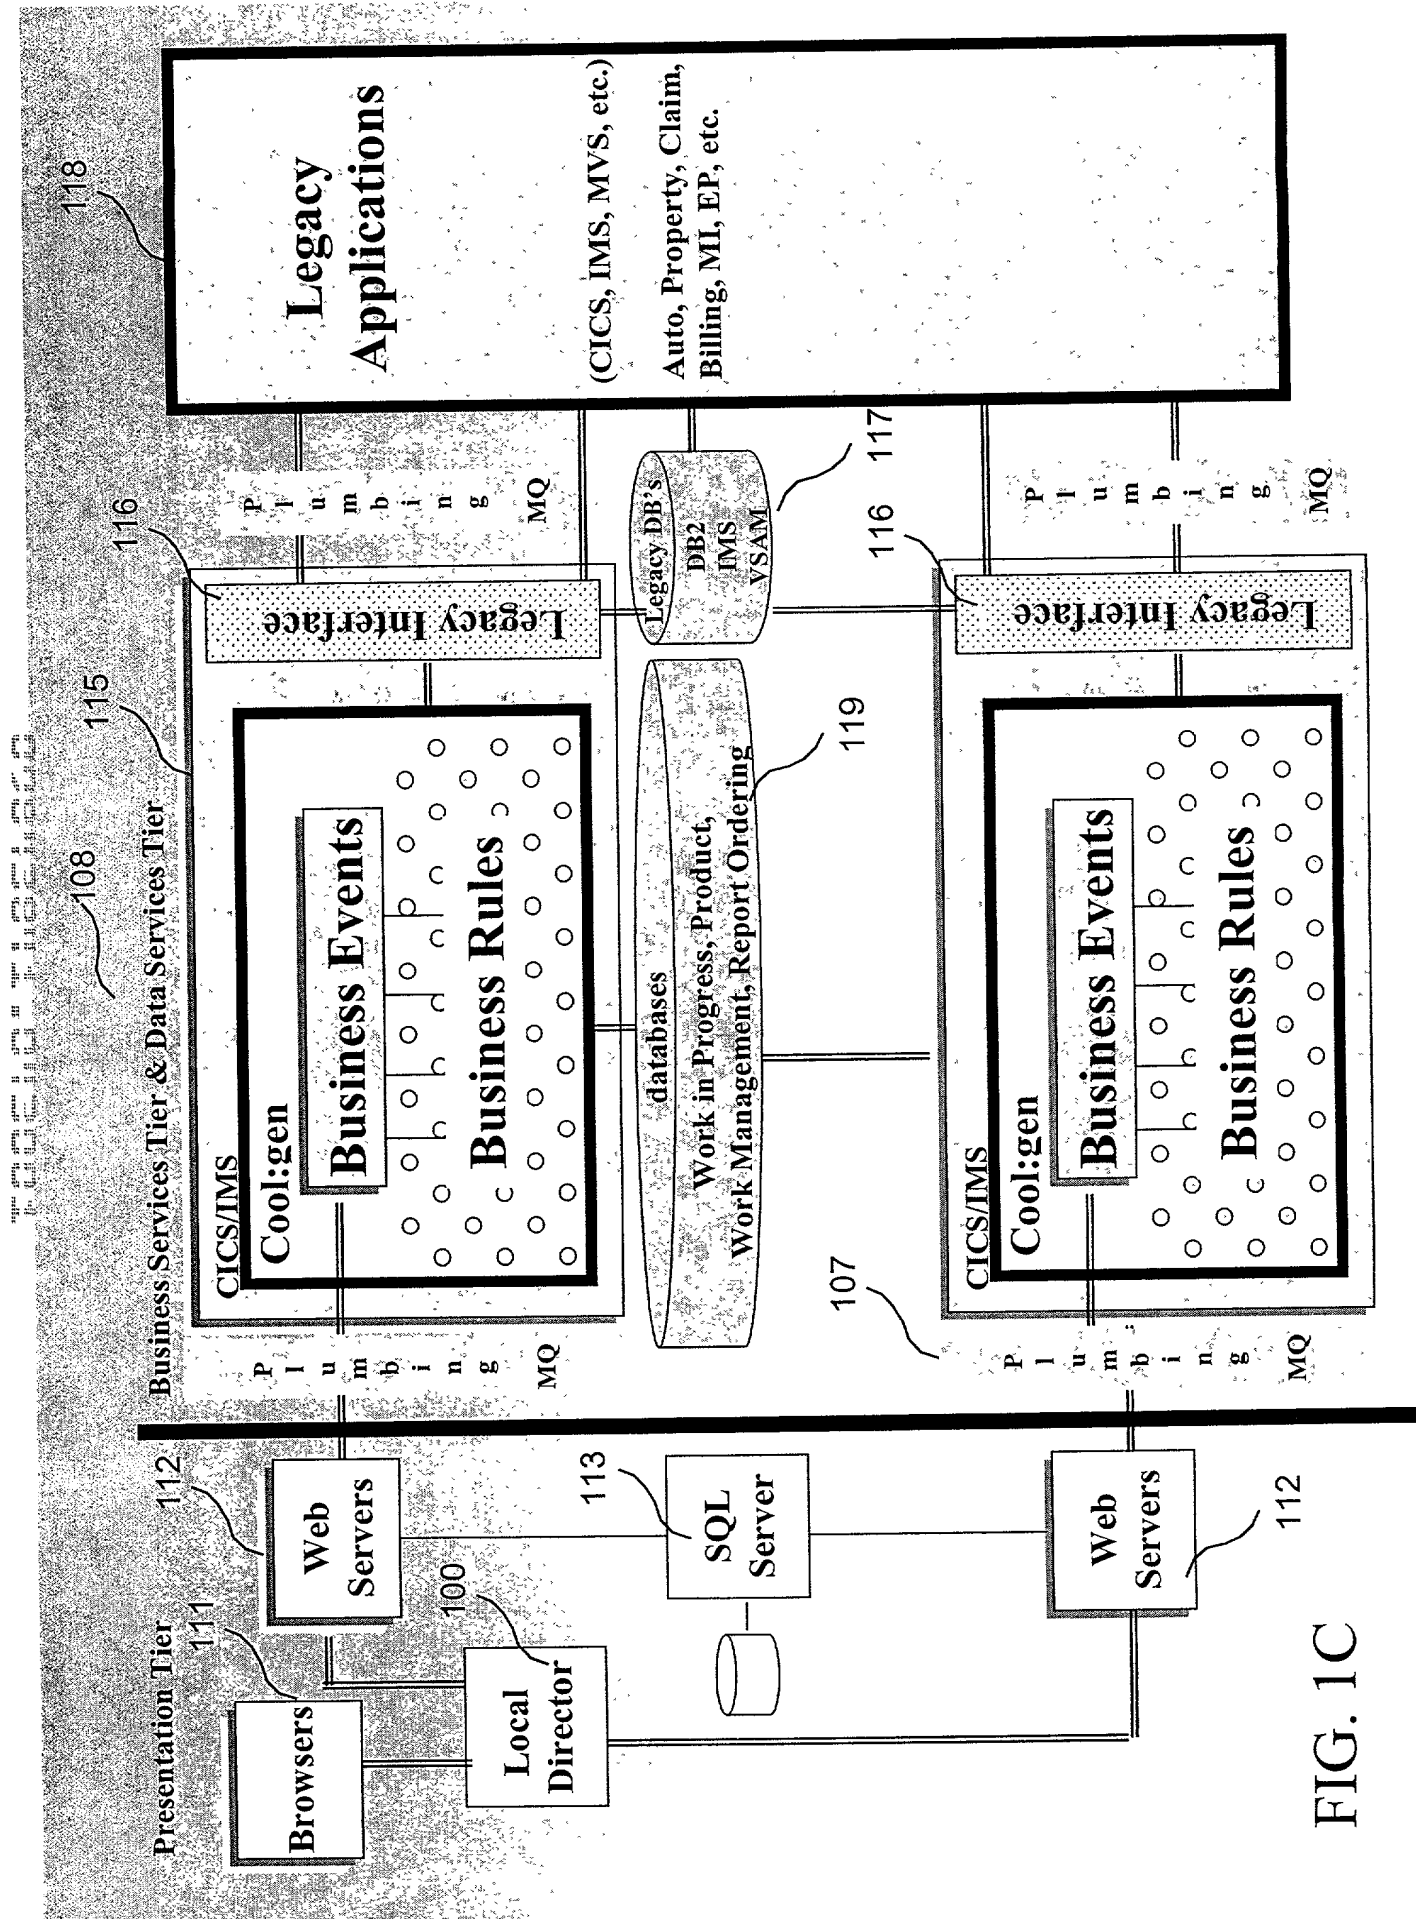 Presentation Tier
Business Services Tier & Data Services Tier
108
111
112
115
116
118
Browsers
Web
Servers
Local
Director
100
SQL
Server
113
Web
Servers
112
P
l
u
m
b
i
n
g
MQ
CICS/IMS
Cool:gen
Business Events
Business Rules
Legacy Interface
P
l
u
m
b
i
n
g
MQ
Legacy
Applications
(CICS, IMS, MVS, etc.)
Auto, Property, Claim,
Billing, MI, EP, etc.
databases
Work in Progress, Product,
Work Management, Report Ordering
119
Legacy DB's
DB2
IMS
VSAM
117
107
P
l
u
m
b
i
n
g
MQ
CICS/IMS
Cool:gen
Business Events
Business Rules
116
Legacy Interface
P
l
u
m
b
i
n
g
MQ
FIG. 1C